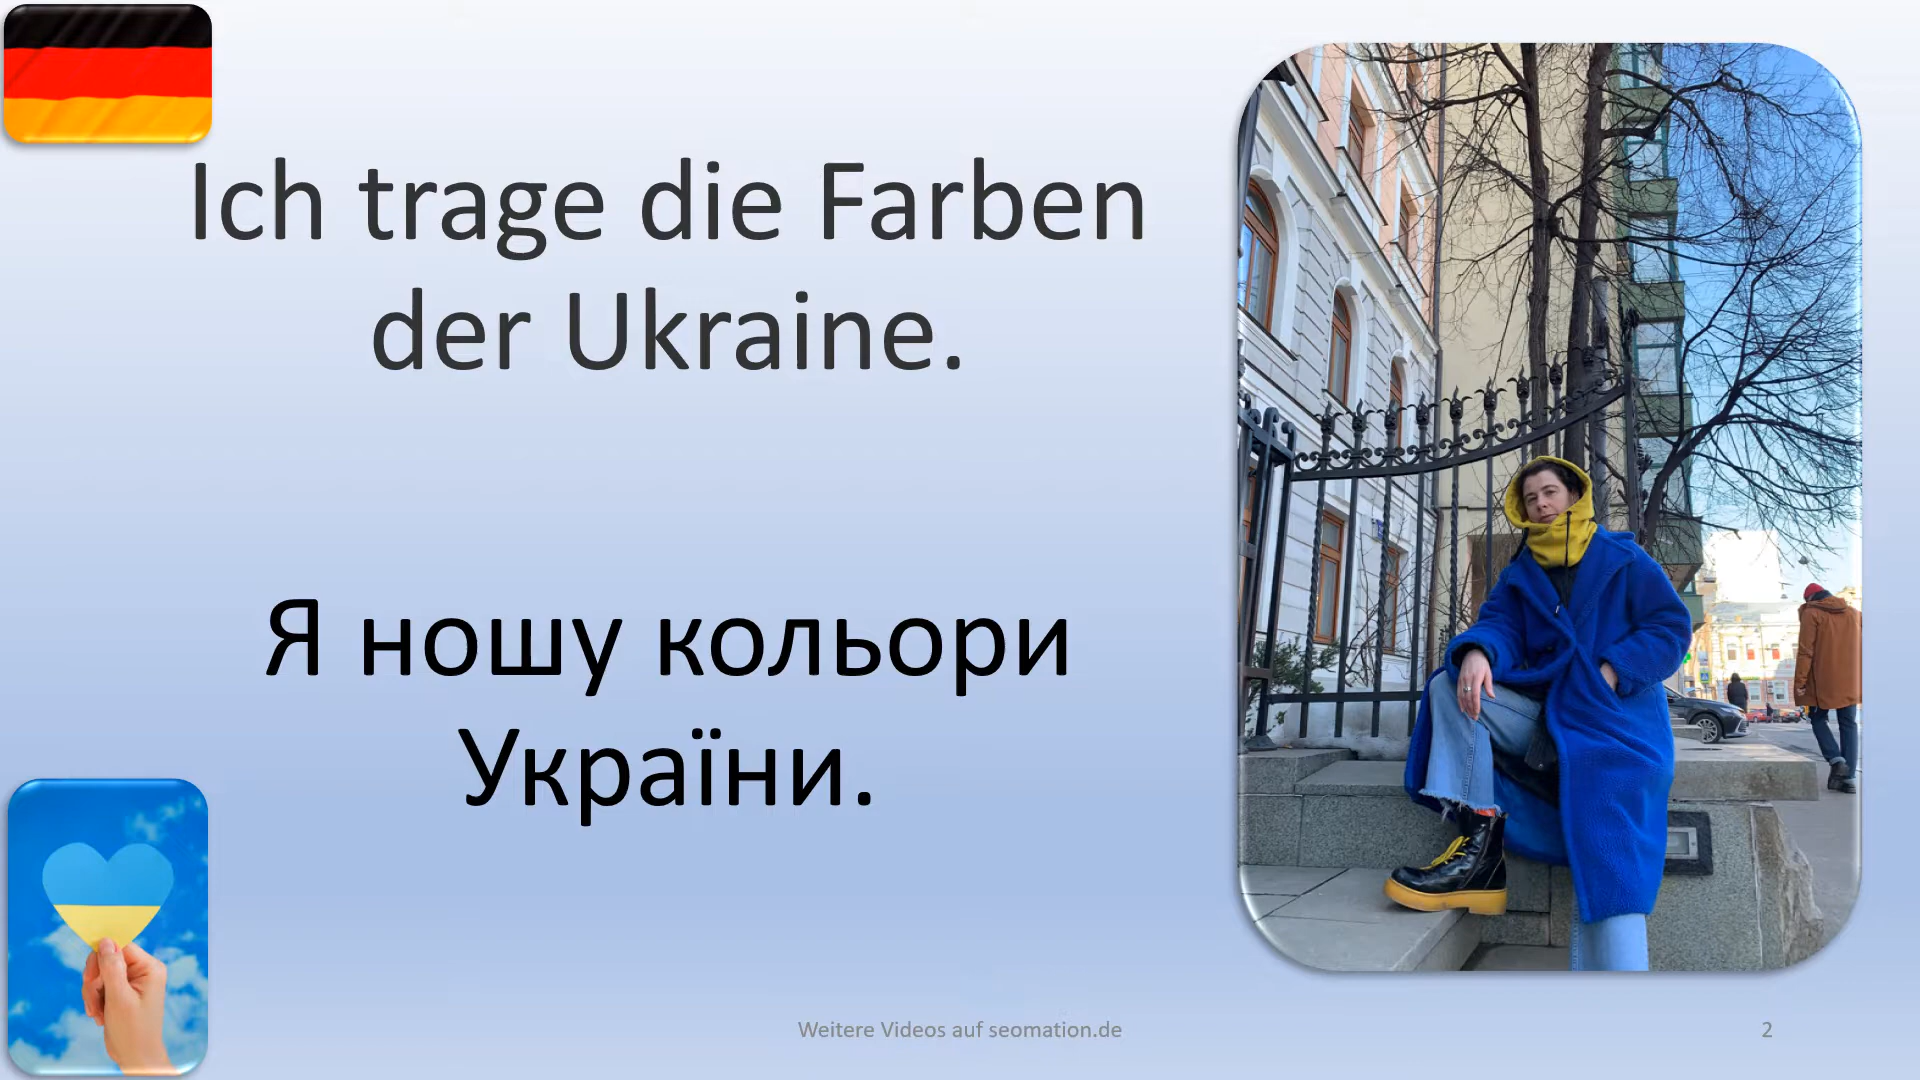 Ich trage die Farben
der Ukraine.
Я ношу кольори
України.
Weitere Videos auf seomation.de
2